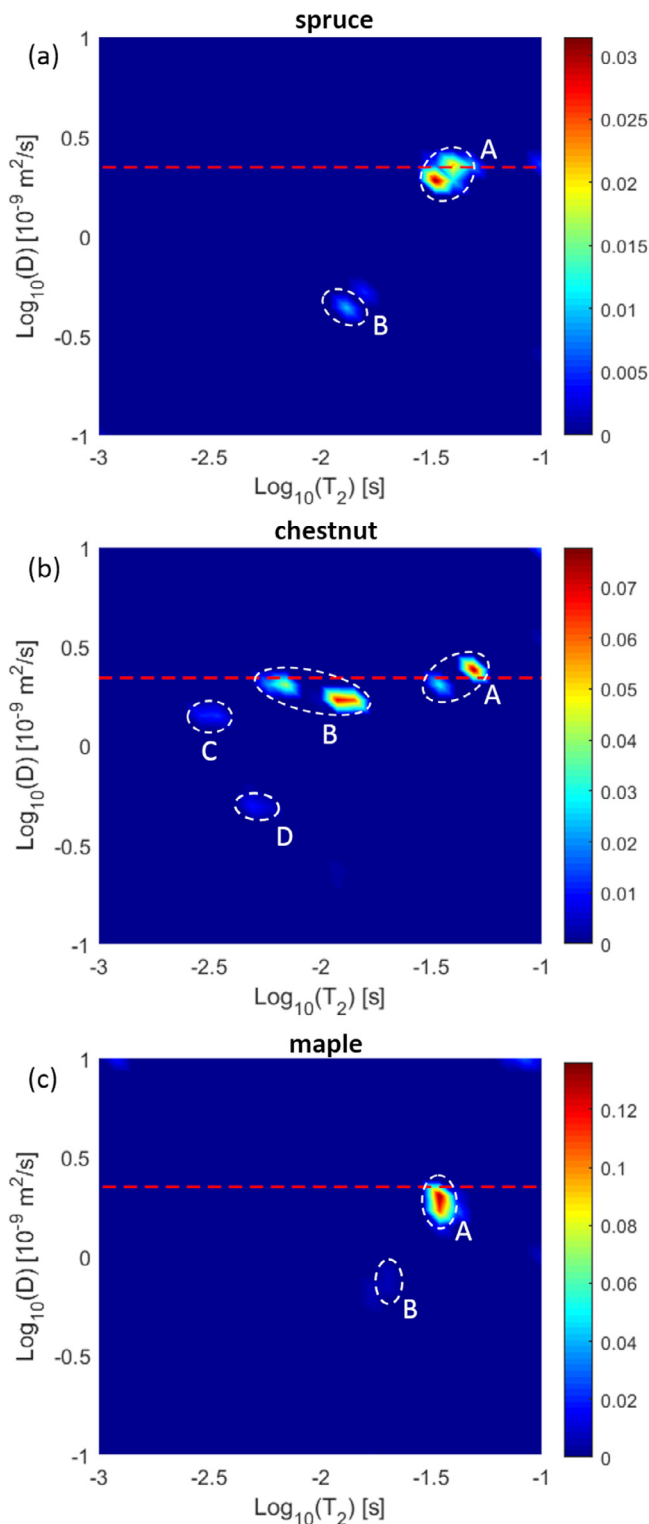 spruce
(a)
1
0.5
0
-0.5
-1
Log10(D) [10-9 m2/s]
-3
-2.5
-2
-1.5
-1
Log10(T2) [s]
A
B
0.03
0.025
0.02
0.015
0.01
0.005
0
chestnut
(b)
1
0.5
0
-0.5
-1
Log10(D) [10-9 m2/s]
-3
-2.5
-2
-1.5
-1
Log10(T2) [s]
A
B
C
D
0.07
0.06
0.05
0.04
0.03
0.02
0.01
0
maple
(c)
1
0.5
0
-0.5
-1
Log10(D) [10-9 m2/s]
-3
-2.5
-2
-1.5
-1
Log10(T2) [s]
A
B
0.12
0.1
0.08
0.06
0.04
0.02
0